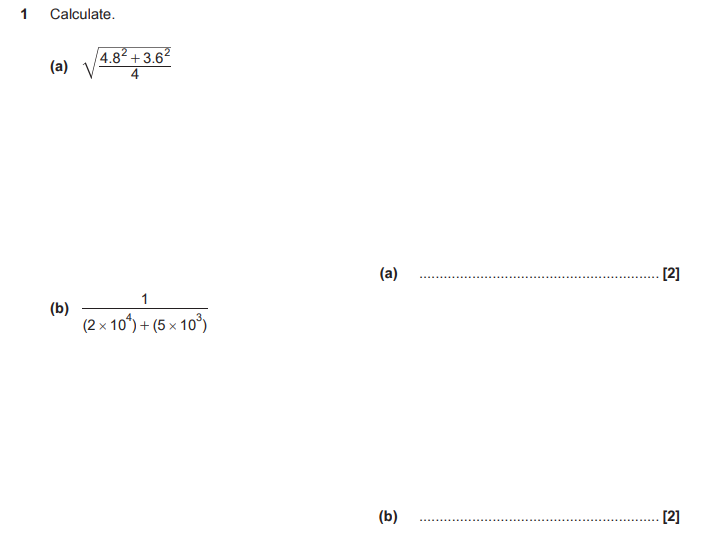 1 Calculate.
(a) √((4.8² + 3.6²)/4)
(a) ............................................................ [2]
(b) 1/((2 × 10⁴) + (5 × 10³))
(b) ............................................................ [2]